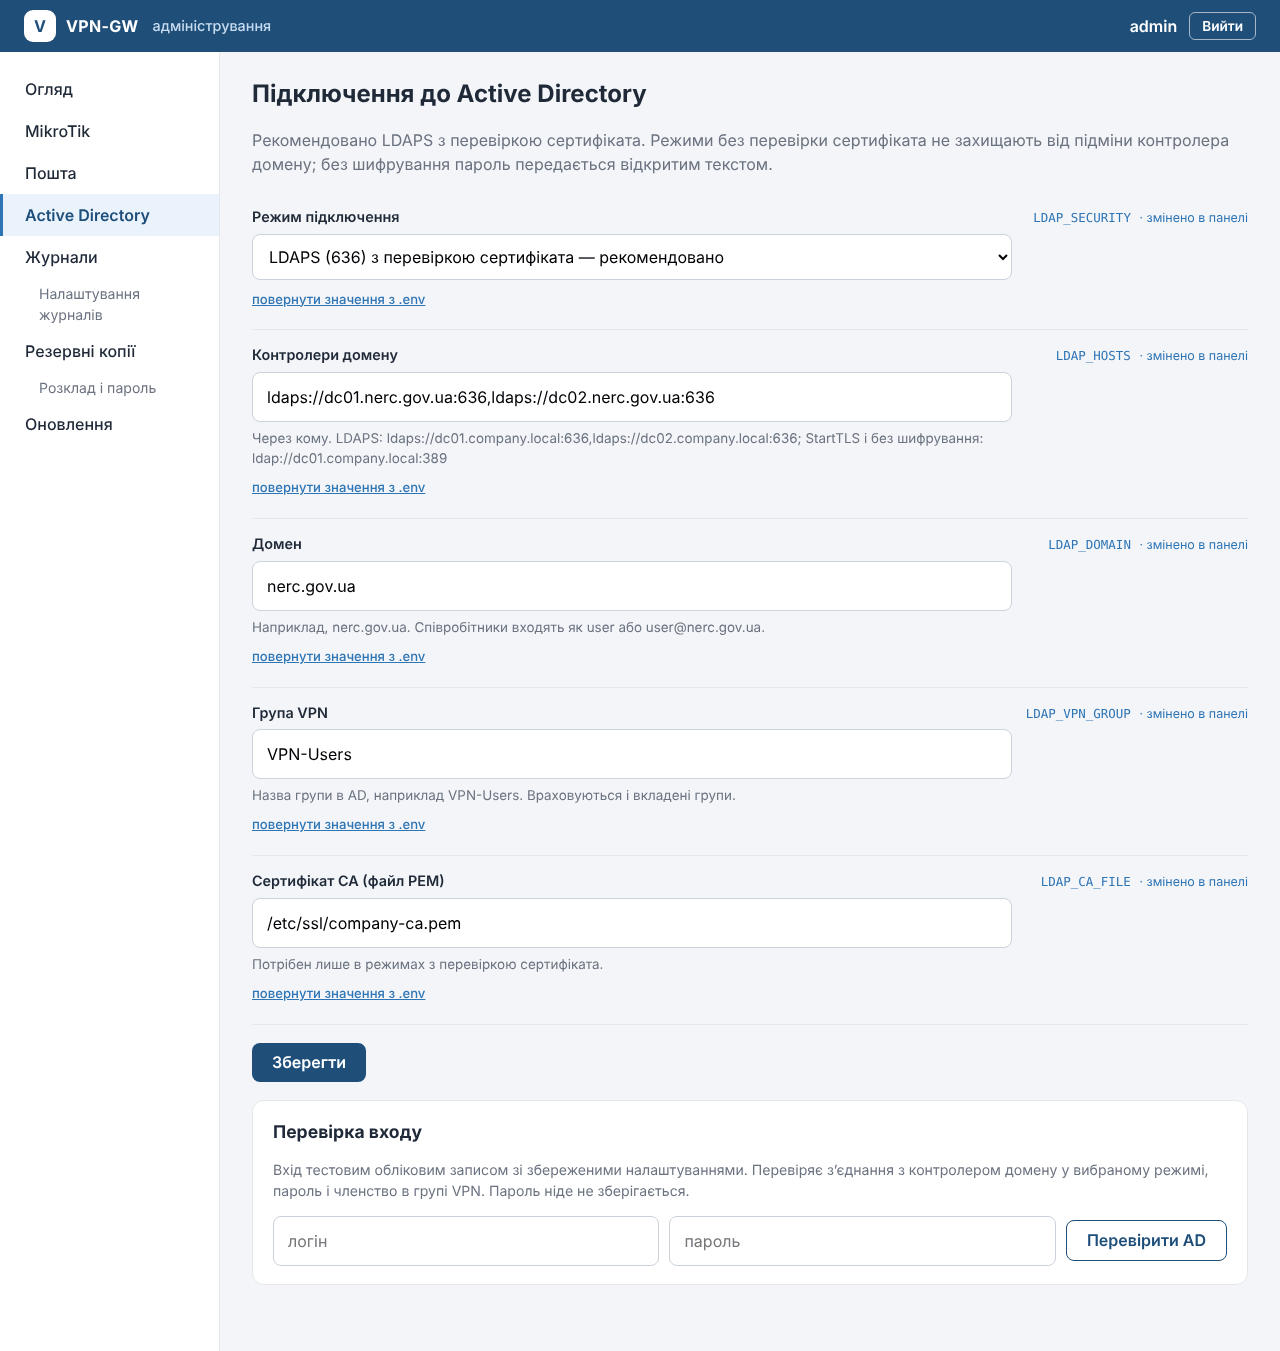 V VPN-GW адміністрування admin Вийти
Огляд
MikroTik
Пошта
Active Directory
Журнали
Налаштування
журналів
Резервні копії
Розклад і пароль
Оновлення
Підключення до Active Directory
Рекомендовано LDAPS з перевіркою сертифіката. Режими без перевірки сертифіката не захищають від підміни контролера
домену; без шифрування пароль передається відкритим текстом.
Режим підключення LDAP_SECURITY · змінено в панелі
LDAPS (636) з перевіркою сертифіката — рекомендовано
повернути значення з .env
Контролери домену LDAP_HOSTS · змінено в панелі
ldaps://dc01.nerc.gov.ua:636,ldaps://dc02.nerc.gov.ua:636
Через кому. LDAPS: ldaps://dc01.company.local:636,ldaps://dc02.company.local:636; StartTLS і без шифрування:
ldap://dc01.company.local:389
повернути значення з .env
Домен LDAP_DOMAIN · змінено в панелі
nerc.gov.ua
Наприклад, nerc.gov.ua. Співробітники входять як user або user@nerc.gov.ua.
повернути значення з .env
Група VPN LDAP_VPN_GROUP · змінено в панелі
VPN-Users
Назва групи в AD, наприклад VPN-Users. Враховуються і вкладені групи.
повернути значення з .env
Сертифікат CA (файл PEM) LDAP_CA_FILE · змінено в панелі
/etc/ssl/company-ca.pem
Потрібен лише в режимах з перевіркою сертифіката.
повернути значення з .env
Зберегти
Перевірка входу
Вхід тестовим обліковим записом зі збереженими налаштуваннями. Перевіряє з’єднання з контролером домену у вибраному режимі,
пароль і членство в групі VPN. Пароль ніде не зберігається.
логін пароль Перевірити AD